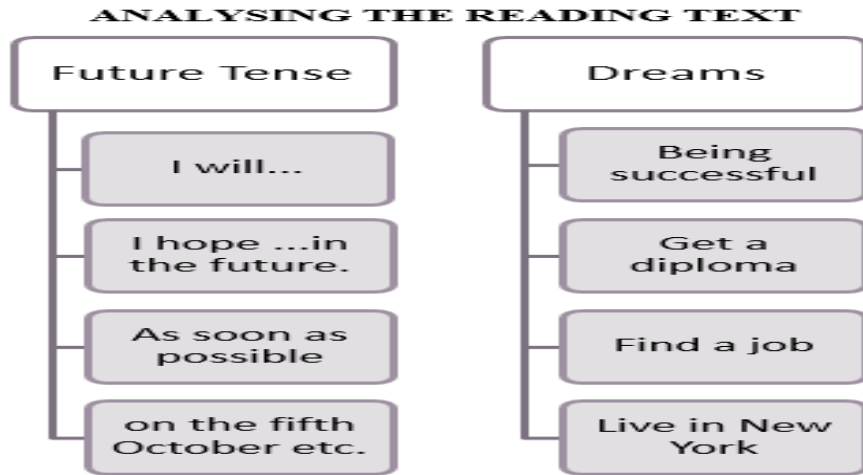 ANALYSING THE READING TEXT
Future Tense
I will...
I hope ...in
the future.
As soon as
possible
on the fifth
October etc.
Dreams
Being
successful
Get a
diploma
Find a job
Live in New
York